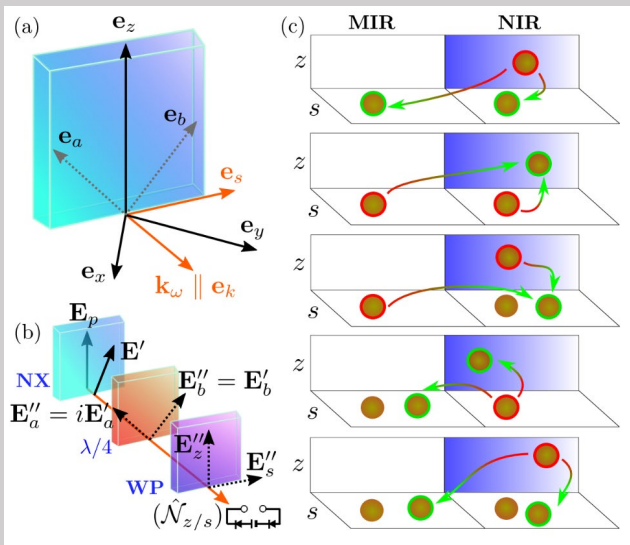 (a)
e_z
e_a
e_b
e_s
e_y
e_x
k_ω ∥ e_k
(b)
E_p
E′
NX
E″_b = E′_b
E″_a = iE′_a
λ/4
E″_z
E″_s
WP
(𝒩̂_{z/s})
(c)
MIR NIR
z
s
z
s
z
s
z
s
z
s